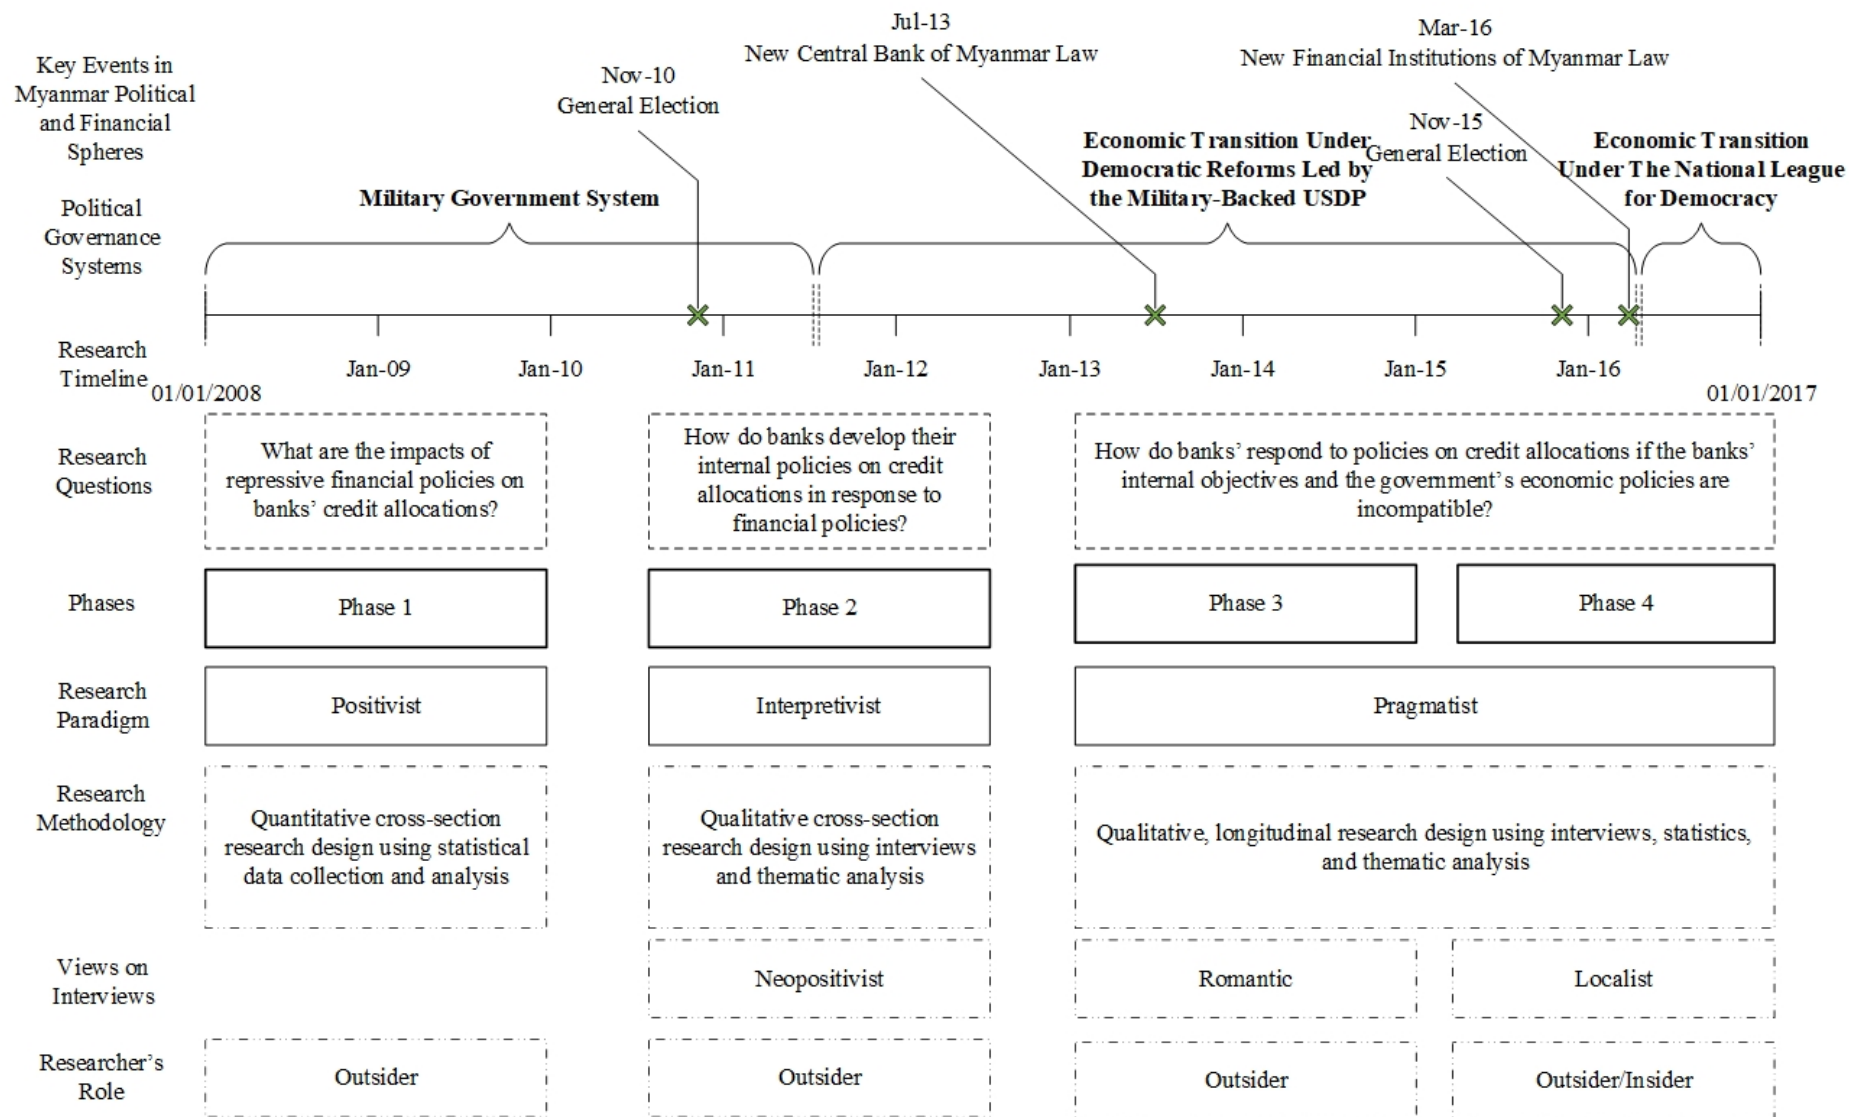 Key Events in
Myanmar Political
and Financial
Spheres
Nov-10
General Election
Jul-13
New Central Bank of Myanmar Law
Mar-16
New Financial Institutions of Myanmar Law
Nov-15
General Election
Political
Governance
Systems
Military Government System
Economic Transition Under
Democratic Reforms Led by
the Military-Backed USDP
Economic Transition
Under The National League
for Democracy
Research
Timeline
01/01/2008
Jan-09
Jan-10
Jan-11
Jan-12
Jan-13
Jan-14
Jan-15
Jan-16
01/01/2017
Research
Questions
What are the impacts of
repressive financial policies on
banks’ credit allocations?
How do banks develop their
internal policies on credit
allocations in response to
financial policies?
How do banks’ respond to policies on credit allocations if the banks’
internal objectives and the government’s economic policies are
incompatible?
Phases
Phase 1
Phase 2
Phase 3
Phase 4
Research
Paradigm
Positivist
Interpretivist
Pragmatist
Research
Methodology
Quantitative cross-section
research design using statistical
data collection and analysis
Qualitative cross-section
research design using interviews
and thematic analysis
Qualitative, longitudinal research design using interviews, statistics,
and thematic analysis
Views on
Interviews
Neopositivist
Romantic
Localist
Researcher’s
Role
Outsider
Outsider
Outsider
Outsider/Insider